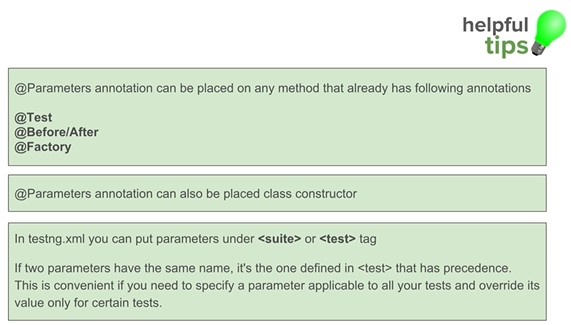 helpful
tips
@Parameters annotation can be placed on any method that already has following annotations
@Test
@Before/After
@Factory
@Parameters annotation can also be placed class constructor
In testng.xml you can put parameters under <suite> or <test> tag
If two parameters have the same name, it's the one defined in <test> that has precedence.
This is convenient if you need to specify a parameter applicable to all your tests and override its
value only for certain tests.